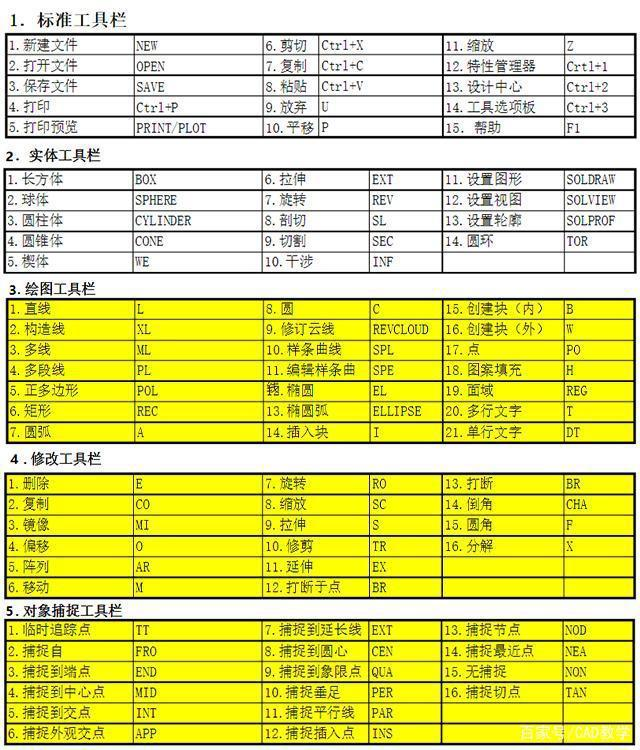 1. 标准工具栏
1.新建文件 NEW 6.剪切 Ctrl+X 11.缩放 Z
2.打开文件 OPEN 7.复制 Ctrl+C 12.特性管理器 Crtl+1
3.保存文件 SAVE 8.粘贴 Ctrl+V 13.设计中心 Ctrl+2
4.打印 Ctrl+P 9.放弃 U 14.工具选项板 Ctrl+3
5.打印预览 PRINT/PLOT 10.平移 P 15. 帮助 F1
2. 实体工具栏
1.长方体 BOX 6.拉伸 EXT 11.设置图形 SOLDRAW
2.球体 SPHERE 7.旋转 REV 12.设置视图 SOLVIEW
3.圆柱体 CYLINDER 8.剖切 SL 13.设置轮廓 SOLPROF
4.圆锥体 CONE 9.切割 SEC 14.圆环 TOR
5.楔体 WE 10.干涉 INF
3.绘图工具栏
1.直线 L 8.圆 C 15.创建块（内） B
2.构造线 XL 9.修订云线 REVCLOUD 16.创建块（外） W
3.多线 ML 10.样条曲线 SPL 17.点 PO
4.多段线 PL 11.编辑样条曲 SPE 18.图案填充 H
5.正多边形 POL 椭圆 EL 19.面域 REG
6.矩形 REC 13.椭圆弧 ELLIPSE 20.多行文字 T
7.圆弧 A 14.插入块 I 21.单行文字 DT
4.修改工具栏
1.删除 E 7.旋转 RO 13.打断 BR
2.复制 CO 8.缩放 SC 14.倒角 CHA
3.镜像 MI 9.拉伸 S 15.圆角 F
4.偏移 O 10.修剪 TR 16.分解 X
5.阵列 AR 11.延伸 EX
6.移动 M 12.打断于点 BR
5.对象捕捉工具栏
1.临时追踪点 TT 7.捕捉到延长线 EXT 13.捕捉节点 NOD
2.捕捉自 FRO 8.捕捉到圆心 CEN 14.捕捉最近点 NEA
3.捕捉到端点 END 9.捕捉到象限点 QUA 15.无捕捉 NON
4.捕捉到中心点 MID 10.捕捉垂足 PER 16.捕捉切点 TAN
5.捕捉到交点 INT 11.捕捉平行线 PAR
6.捕捉外观交点 APP 12.捕捉插入点 INS
百家号/CAD教学